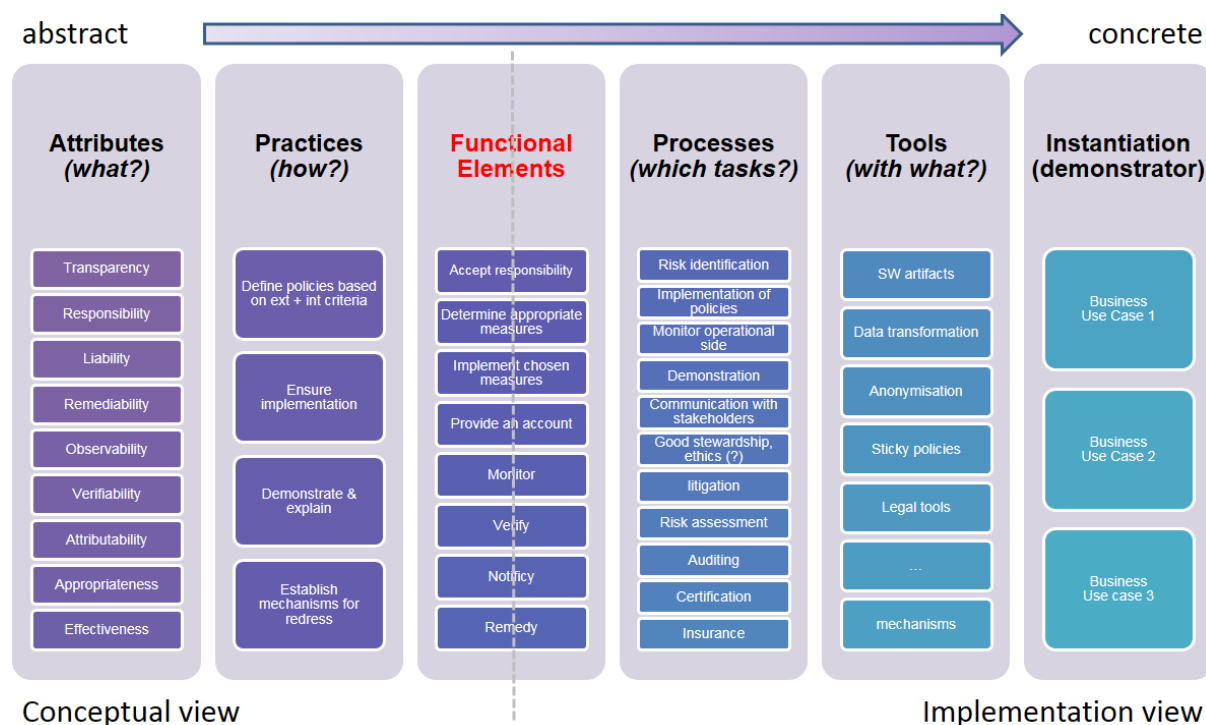 abstract
concrete
Attributes
(what?)
Transparency
Responsibility
Liability
Remediability
Observability
Verifiability
Attributability
Appropriateness
Effectiveness
Practices
(how?)
Define policies based
on ext + int criteria
Ensure
implementation
Demonstrate &
explain
Establish
mechanisms for
redress
Functional
Elements
Accept responsibility
Determine appropriate
measures
Implement chosen
measures
Provide an account
Monitor
Verify
Notificy
Remedy
Processes
(which tasks?)
Risk identification
Implementation of
policies
Monitor operational
side
Demonstration
Communication with
stakeholders
Good stewardship,
ethics (?)
litigation
Risk assessment
Auditing
Certification
Insurance
Tools
(with what?)
SW artifacts
Data transformation
Anonymisation
Sticky policies
Legal tools
...
mechanisms
Instantiation
(demonstrator)
Business
Use Case 1
Business
Use Case 2
Business
Use case 3
Conceptual view
Implementation view